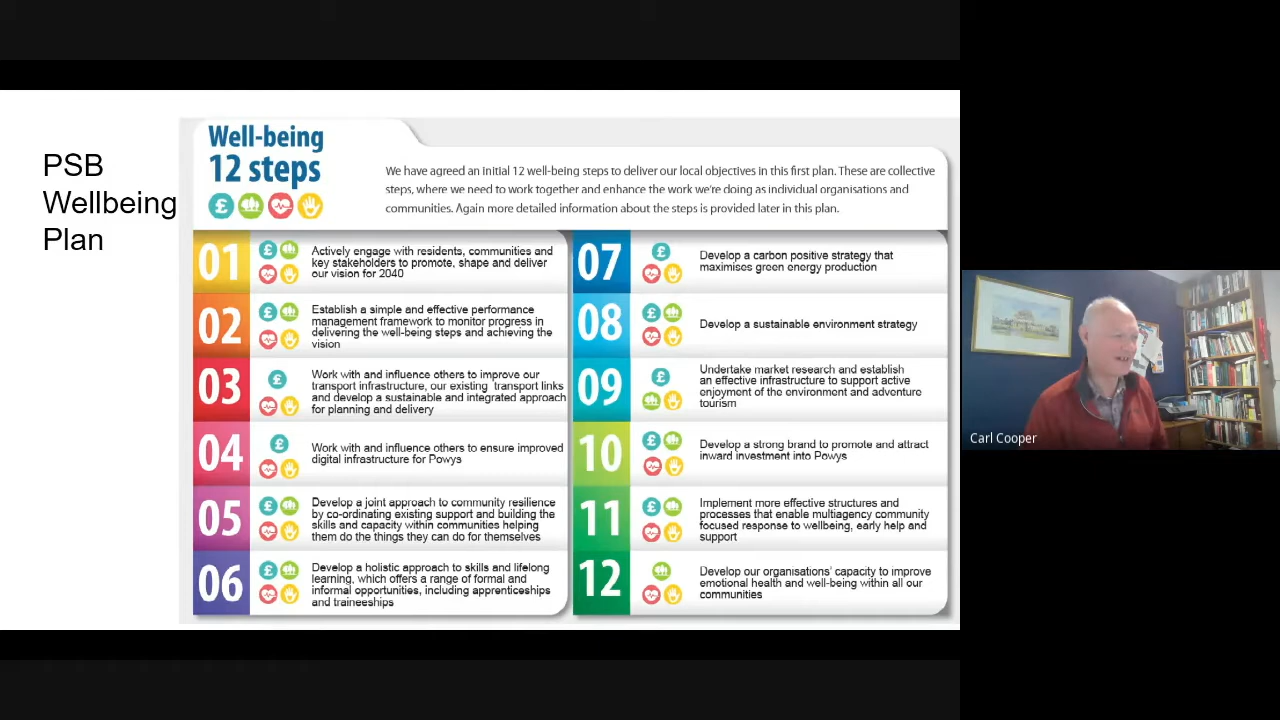 PSB
Wellbeing
Plan
Well-being
12 steps
We have agreed an initial 12 well-being steps to deliver our local objectives in this first plan. These are collective
steps, where we need to work together and enhance the work we're doing as individual organisations and
communities. Again more detailed information about the steps is provided later in this plan.
01
Actively engage with residents, communities and
key stakeholders to promote, shape and deliver
our vision for 2040
02
Establish a simple and effective performance
management framework to monitor progress in
delivering the well-being steps and achieving the
vision
03
Work with and influence others to improve our
transport infrastructure, our existing transport links
and develop a sustainable and integrated approach
for planning and delivery
04
Work with and influence others to ensure improved
digital infrastructure for Powys
05
Develop a joint approach to community resilience
by co-ordinating existing support and building the
skills and capacity within communities helping
them do the things they can do for themselves
06
Develop a holistic approach to skills and lifelong
learning, which offers a range of formal and
informal opportunities, including apprenticeships
and traineeships
07
Develop a carbon positive strategy that
maximises green energy production
08
Develop a sustainable environment strategy
09
Undertake market research and establish
an effective infrastructure to support active
enjoyment of the environment and adventure
tourism
10
Develop a strong brand to promote and attract
inward investment into Powys
11
Implement more effective structures and
processes that enable multiagency community
focused response to wellbeing, early help and
support
12
Develop our organisations' capacity to improve
emotional health and well-being within all our
communities
Carl Cooper